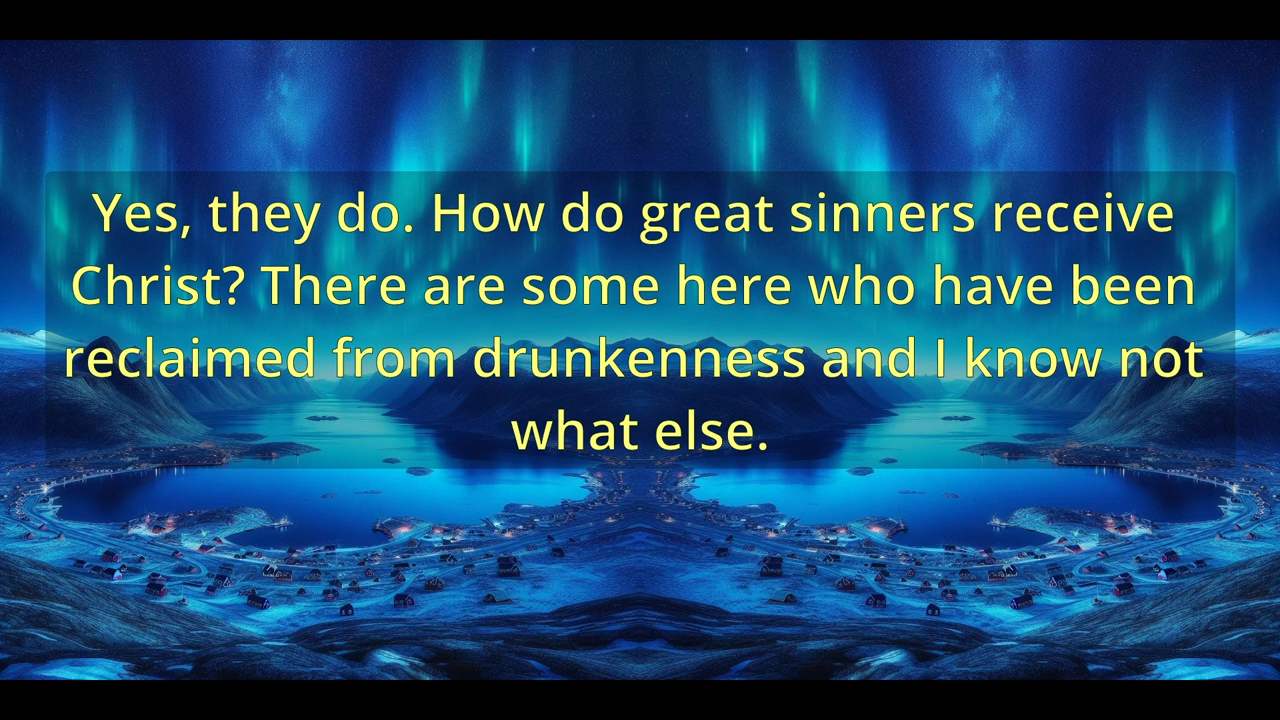 Yes, they do. How do great sinners receive
Christ? There are some here who have been
reclaimed from drunkenness and I know not
what else.